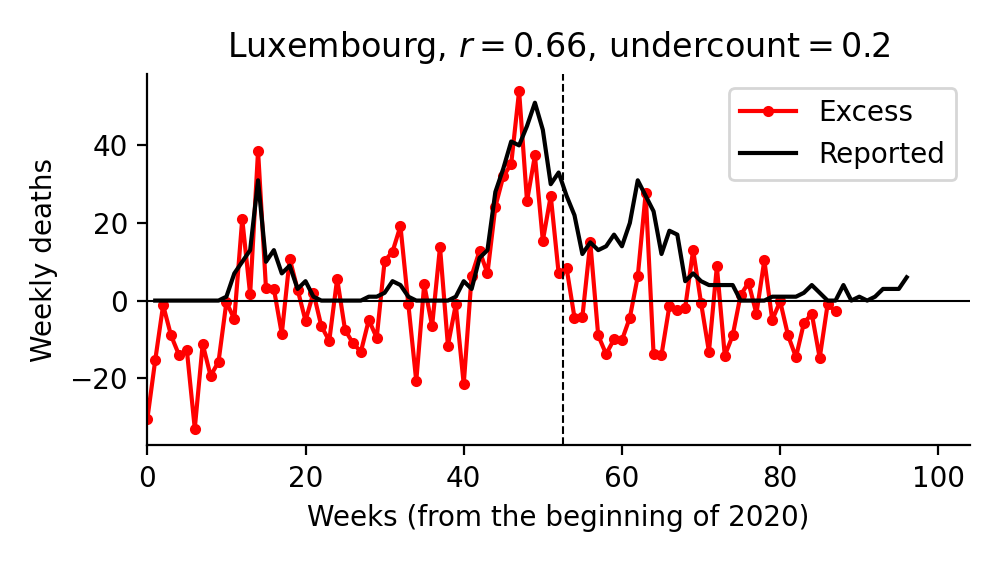 Luxembourg, r = 0.66, undercount = 0.2
Excess
Reported
Weekly deaths
40
20
0
−20
0 20 40 60 80 100
Weeks (from the beginning of 2020)